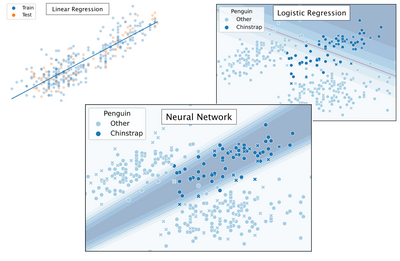 Linear Regression
Train
Test
Logistic Regression
Penguin
Other
Chinstrap
Neural Network
Penguin
Other
Chinstrap